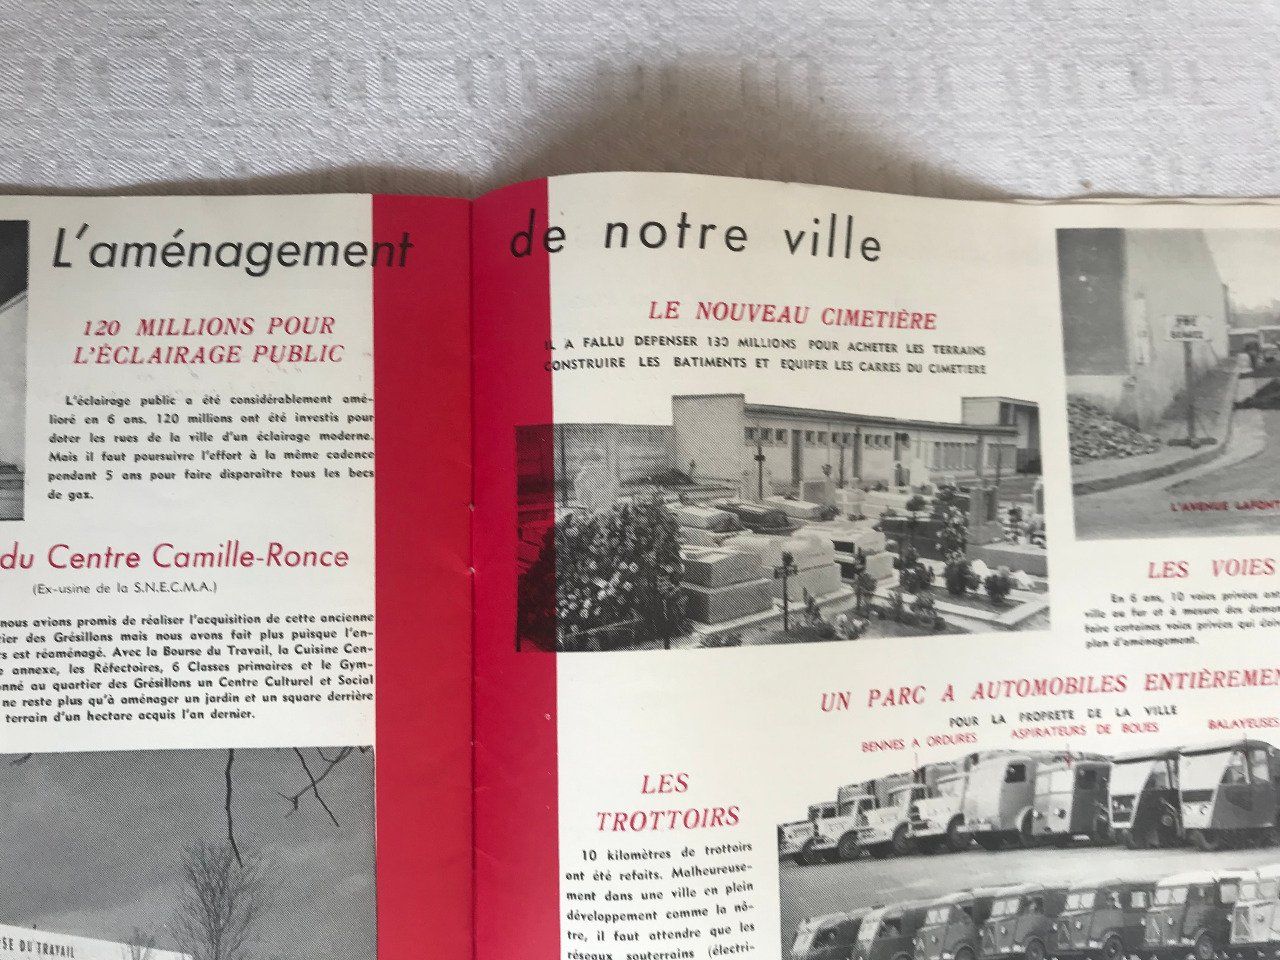 L'aménagement de notre ville
120 MILLIONS POUR
L'ÉCLAIRAGE PUBLIC
L'éclairage public a été considérablement amé-
lioré en 6 ans. 120 millions ont été investis pour
doter les rues de la ville d'un éclairage moderne.
Mais il faut poursuivre l'effort à la même cadence
pendant 5 ans pour faire disparaître tous les becs
de gaz.
du Centre Camille-Ronce
(Ex-usine de la S.N.E.C.M.A.)
nous avions promis de réaliser l'acquisition de cette ancienne
tier des Grésillons mais nous avons fait plus puisque l'en-
rs est réaménagé. Avec la Bourse du Travail, la Cuisine Cen-
e annexe, les Réfectoires, 6 Classes primaires et le Gym-
onné au quartier des Grésillons un Centre Culturel et Social
ne reste plus qu'à aménager un jardin et un square derrière
terrain d'un hectare acquis l'an dernier.
SE DU TRAVAIL
LE NOUVEAU CIMETIÈRE
IL A FALLU DEPENSER 130 MILLIONS POUR ACHETER LES TERRAINS
CONSTRUIRE LES BATIMENTS ET EQUIPER LES CARRES DU CIMETIERE
L'AVENUE LAFONT
LES VOIES
En 6 ans, 10 voies privées ont
ville au fur et à mesure des deman
faire certaines voies privées qui doiv
plan d'aménagement.
UN PARC A AUTOMOBILES ENTIÈREMEN
POUR LA PROPRETE DE LA VILLE
BENNES A ORDURES ASPIRATEURS DE BOUES BALAYEUSES
LES
TROTTOIRS
10 kilomètres de trottoirs
ont été refaits. Malheureuse-
ment dans une ville en plein
développement comme la nô-
tre, il faut attendre que les
réseaux souterrains (électri-